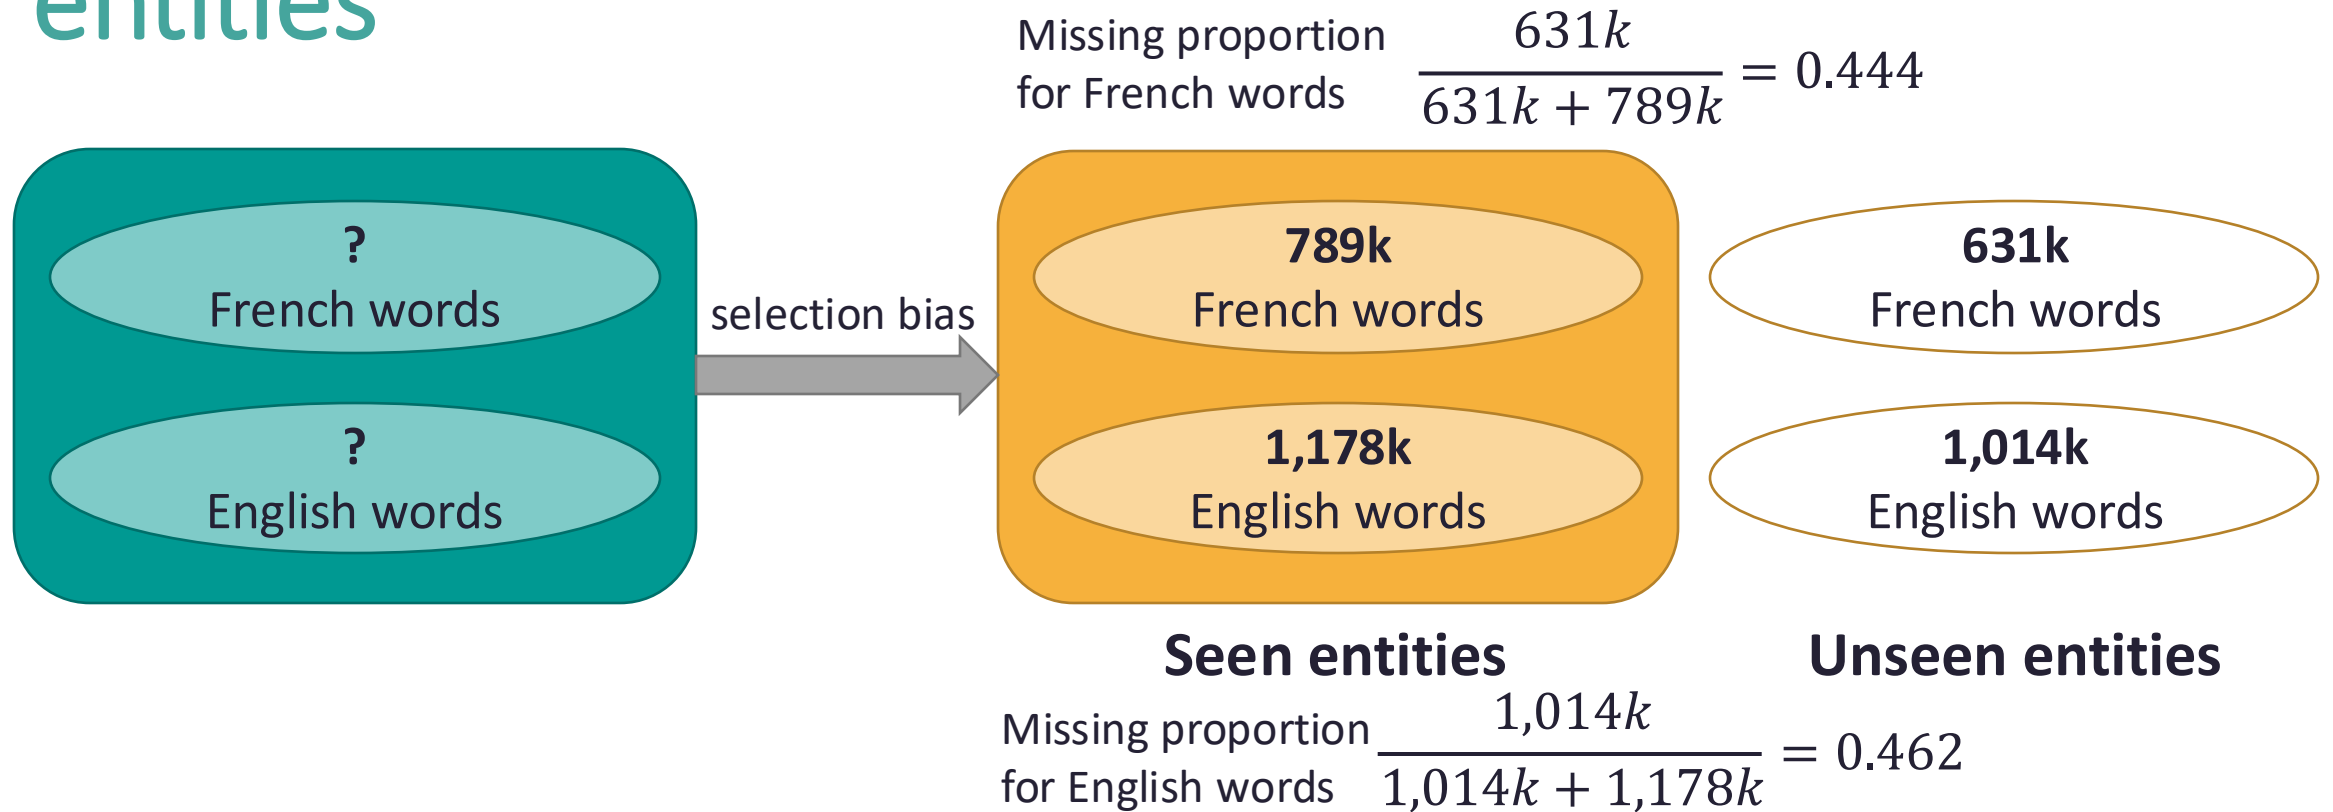 entities
Missing proportion
for French words
631k
631k + 789k
= 0.444
?
French words
?
English words
selection bias
789k
French words
1,178k
English words
631k
French words
1,014k
English words
Seen entities
Unseen entities
Missing proportion
for English words
1,014k
1,014k + 1,178k
= 0.462